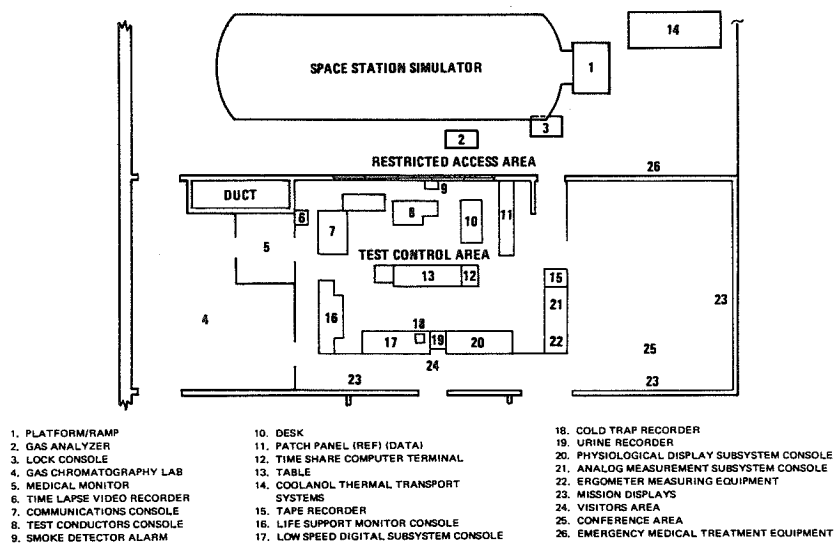 14
SPACE STATION SIMULATOR
1
3
2
RESTRICTED ACCESS AREA
26
DUCT
9
6
8
7
10
11
5
TEST CONTROL AREA
13
12
15
21
23
16
4
18
17
19
20
22
25
24
23
23
1. PLATFORM/RAMP
2. GAS ANALYZER
3. LOCK CONSOLE
4. GAS CHROMATOGRAPHY LAB
5. MEDICAL MONITOR
6. TIME LAPSE VIDEO RECORDER
7. COMMUNICATIONS CONSOLE
8. TEST CONDUCTORS CONSOLE
9. SMOKE DETECTOR ALARM
10. DESK
11. PATCH PANEL (REF) (DATA)
12. TIME SHARE COMPUTER TERMINAL
13. TABLE
14. COOLANOL THERMAL TRANSPORT
SYSTEMS
15. TAPE RECORDER
16. LIFE SUPPORT MONITOR CONSOLE
17. LOW SPEED DIGITAL SUBSYSTEM CONSOLE
18. COLD TRAP RECORDER
19. URINE RECORDER
20. PHYSIOLOGICAL DISPLAY SUBSYSTEM CONSOLE
21. ANALOG MEASUREMENT SUBSYSTEM CONSOLE
22. ERGOMETER MEASURING EQUIPMENT
23. MISSION DISPLAYS
24. VISITORS AREA
25. CONFERENCE AREA
26. EMERGENCY MEDICAL TREATMENT EQUIPMENT